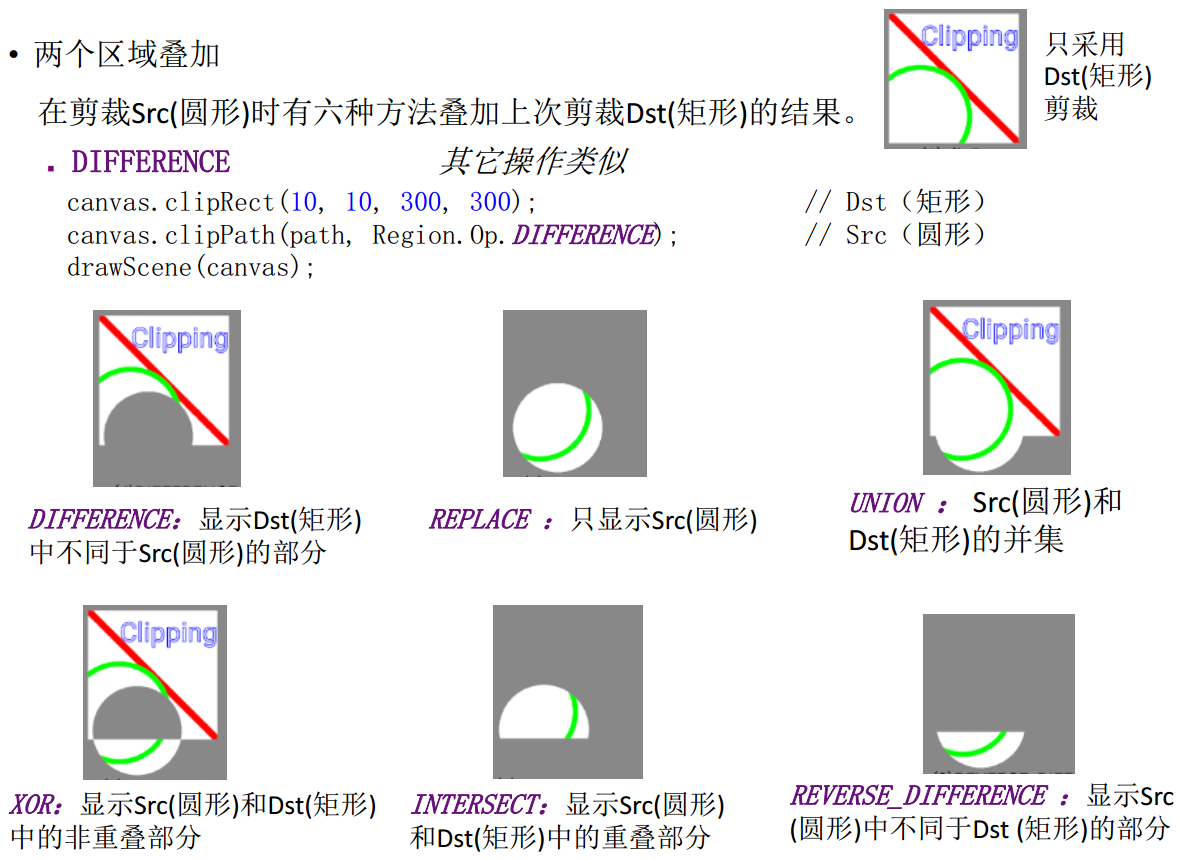 • 两个区域叠加
在剪裁Src(圆形)时有六种方法叠加上次剪裁Dst(矩形)的结果。
Clipping
只采用
Dst(矩形)
剪裁
▪ DIFFERENCE
其它操作类似
canvas.clipRect(10, 10, 300, 300); // Dst（矩形）
canvas.clipPath(path, Region.Op.DIFFERENCE); // Src（圆形）
drawScene(canvas);
Clipping
DIFFERENCE：显示Dst(矩形)
中不同于Src(圆形)的部分
REPLACE ：只显示Src(圆形)
Clipping
UNION ： Src(圆形)和
Dst(矩形)的并集
Clipping
XOR：显示Src(圆形)和Dst(矩形)
中的非重叠部分
INTERSECT：显示Src(圆形)
和Dst(矩形)中的重叠部分
REVERSE_DIFFERENCE ：显示Src
(圆形)中不同于Dst (矩形)的部分